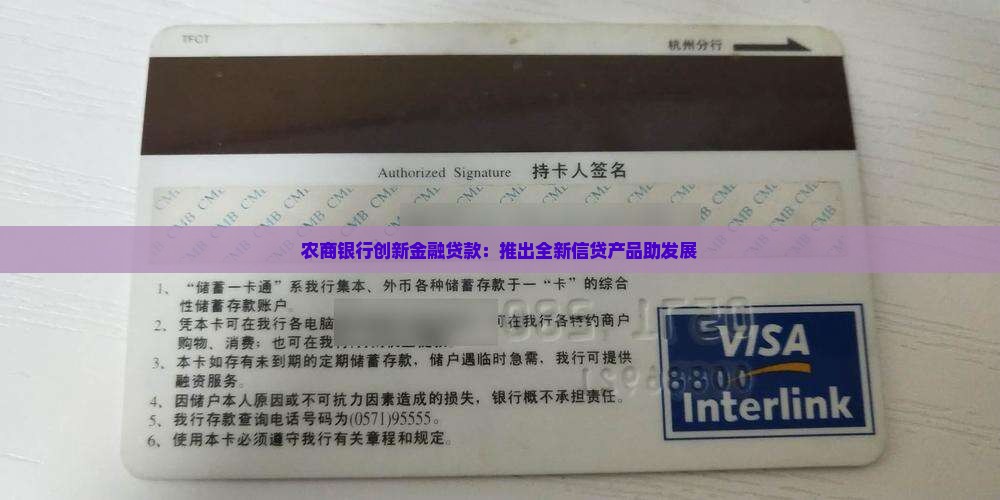 TFCT
杭州分行
Authorized Signature 持卡人签名
CMB CMB CMB CMB CMB CMB CMB
农商银行创新金融贷款：推出全新信贷产品助发展
1、“储蓄一卡通”系我行集本、外币各种储蓄存款于一“卡”的综合
性储蓄存款账户
2、凭本卡可在我行各电脑 可在我行各特约商户
购物、消费；也可在我
3、本卡如存有未到期的定期储蓄存款，储户遇临时急需，我行可提供
融资服务。
4、因储户本人原因或不可抗力因素造成的损失，银行概不承担责任。
5、我行存款查询电话号码为(0571)95555。
6、使用本卡必须遵守我行有关章程和规定。
VISA
Interlink